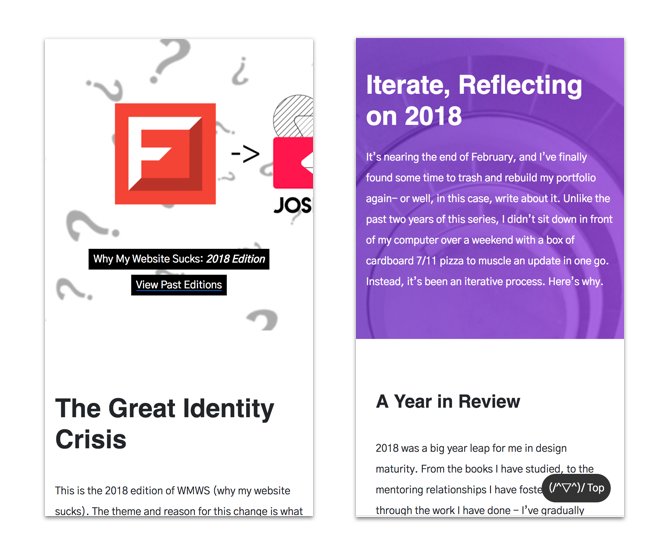 ->
JOS
Why My Website Sucks: 2018 Edition
View Past Editions
The Great Identity
Crisis
This is the 2018 edition of WMWS (why my website
sucks). The theme and reason for this change is what
Iterate, Reflecting
on 2018
It's nearing the end of February, and I've finally
found some time to trash and rebuild my portfolio
again– or well, in this case, write about it. Unlike the
past two years of this series, I didn't sit down in front
of my computer over a weekend with a box of
cardboard 7/11 pizza to muscle an update in one go.
Instead, it's been an iterative process. Here's why.
A Year in Review
2018 was a big year leap for me in design
maturity. From the books I have studied, to the
mentoring relationships I have foste
(/^▽^)/ Top
through the work I have done – I've gradually